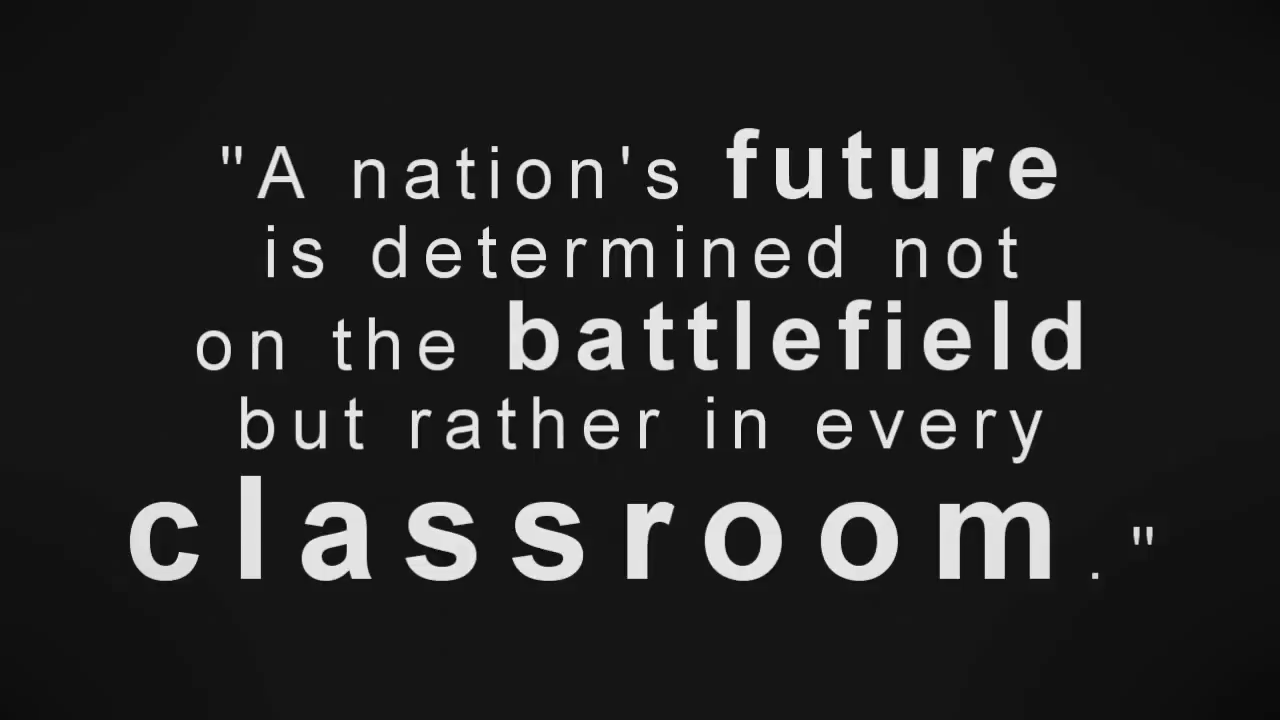 "A nation's future
is determined not
on the battlefield
but rather in every
classroom."